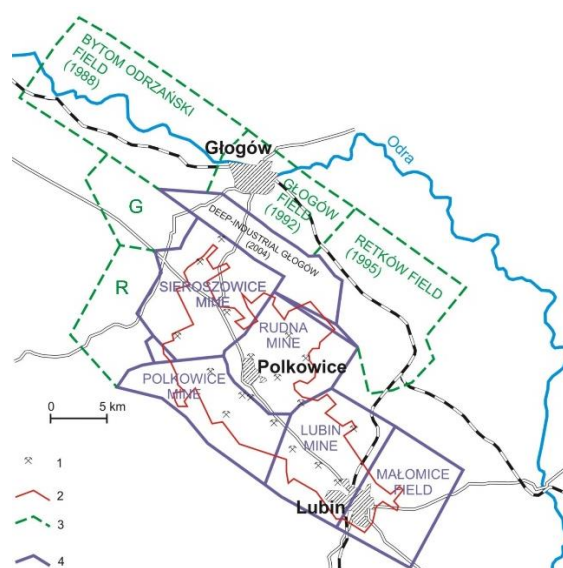 BYTOM ODRZAŃSKI
FIELD
(1988)
Głogów
Odra
GŁOGÓW
FIELD
(1992)
RETKÓW FIELD
(1995)
G
DEEP-INDUSTRIAL GŁOGÓW
(2004)
R
SIEROSZOWICE
MINE
RUDNA
MINE
Polkowice
POLKOWICE
MINE
0 5 km
LUBIN
MINE
MAŁOMICE
FIELD
Lubin
1
2
3
4